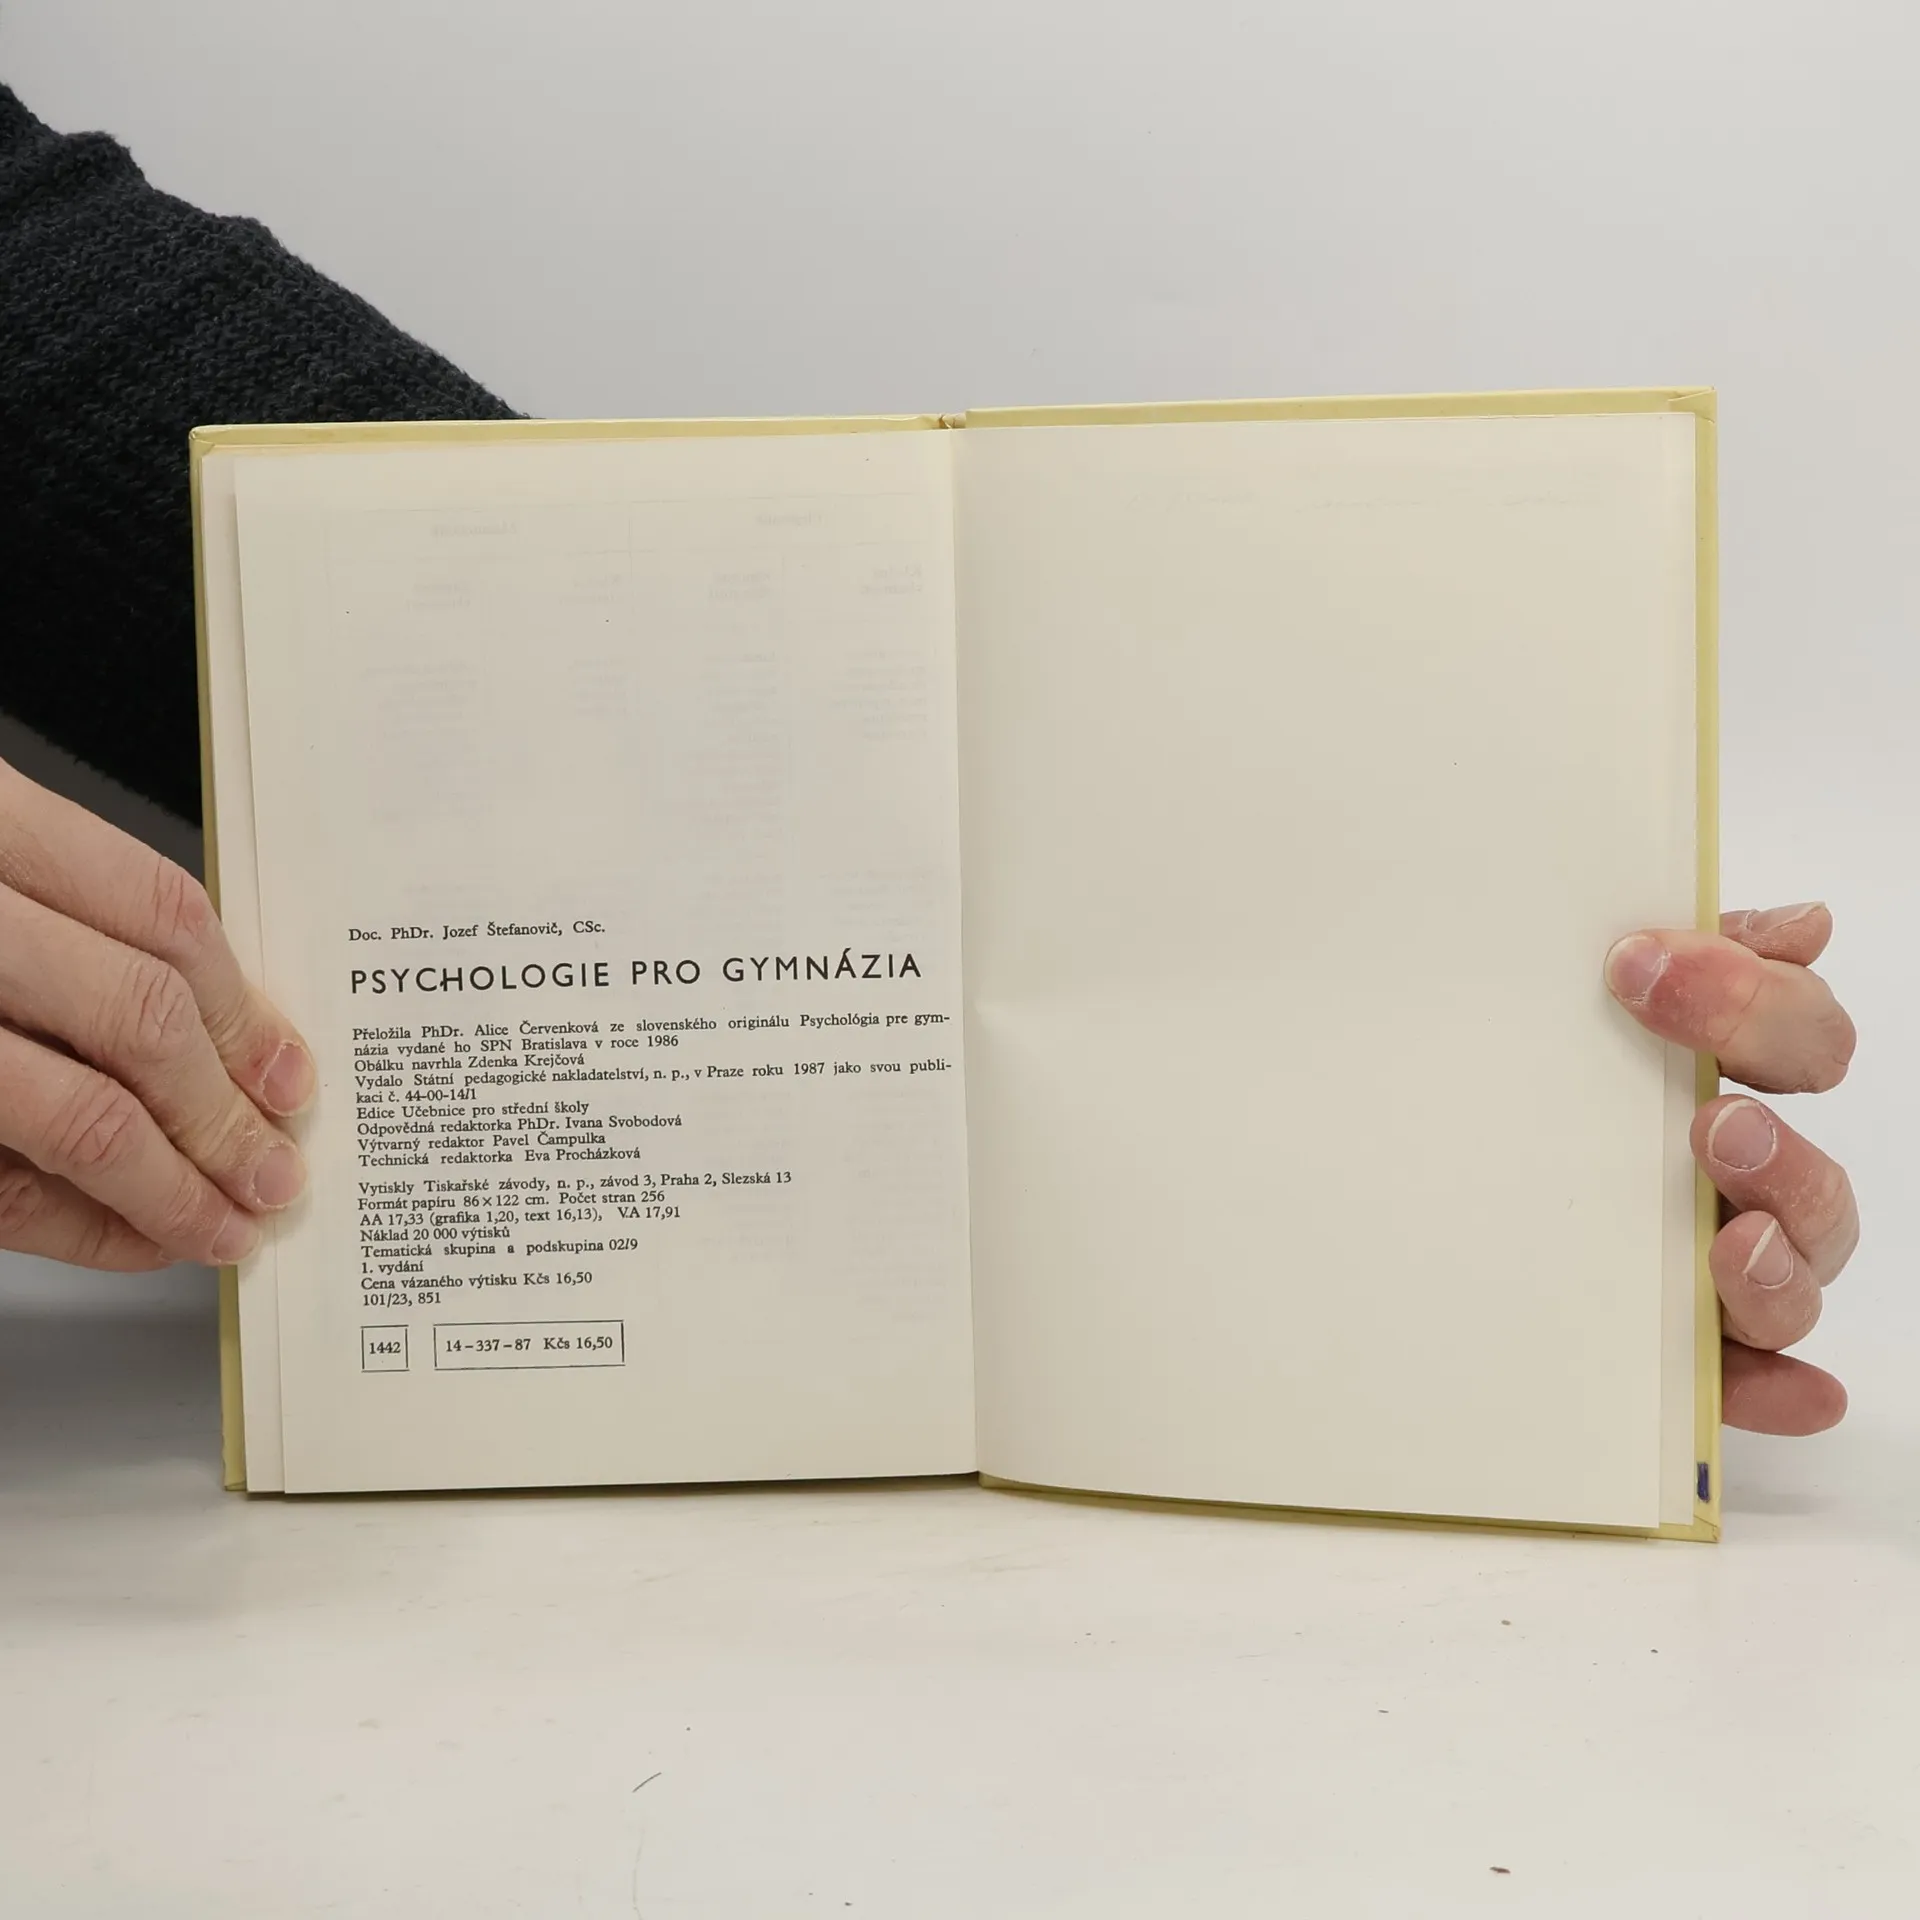 Doc. PhDr. Jozef Štefanovič, CSc.
PSYCHOLOGIE PRO GYMNÁZIA
Přeložila PhDr. Alice Červenková ze slovenského originálu Psychológia pre gym-
názia vydané ho SPN Bratislava v roce 1986
Obálku navrhla Zdenka Krejčová
Vydalo Státní pedagogické nakladatelství, n. p., v Praze roku 1987 jako svou publi-
kaci č. 44-00-14/1
Edice Učebnice pro střední školy
Odpovědná redaktorka PhDr. Ivana Svobodová
Výtvarný redaktor Pavel Čampulka
Technická redaktorka Eva Procházková
Vytiskly Tiskařské závody, n. p., závod 3, Praha 2, Slezská 13
Formát papíru 86 × 122 cm. Počet stran 256
AA 17,33 (grafika 1,20, text 16,13), VA 17,91
Náklad 20 000 výtisků
Tematická skupina a podskupina 02/9
1. vydání
Cena vázaného výtisku Kčs 16,50
101/23, 851
1442 14–337–87 Kčs 16,50